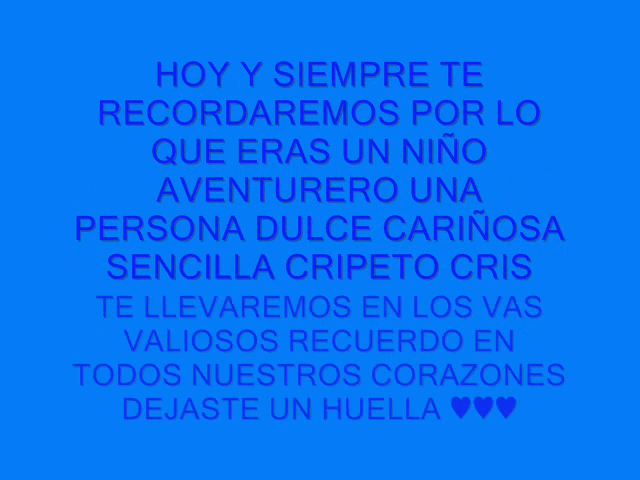 HOY Y SIEMPRE TE
RECORDAREMOS POR LO
QUE ERAS UN NIÑO
AVENTURERO UNA
PERSONA DULCE CARIÑOSA
SENCILLA CRIPETO CRIS
TE LLEVAREMOS EN LOS VAS
VALIOSOS RECUERDO EN
TODOS NUESTROS CORAZONES
DEJASTE UN HUELLA ♥♥♥